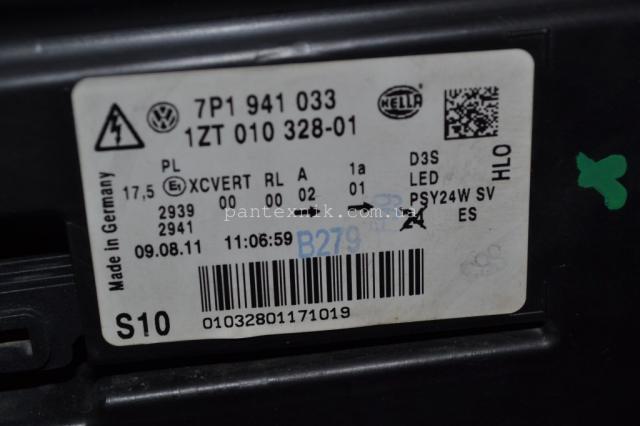 7P1 941 033
HELLA
1ZT 010 328-01
HLO
Made in Germany
PL
17,5 E1 XCVERT RL A 1a
D3S
LED
00 00 02 01
PSY24W SV
2939
2941
pantexnik.com.ua
ES
09.08.11 11:06:59
B279
S10
01032801171019